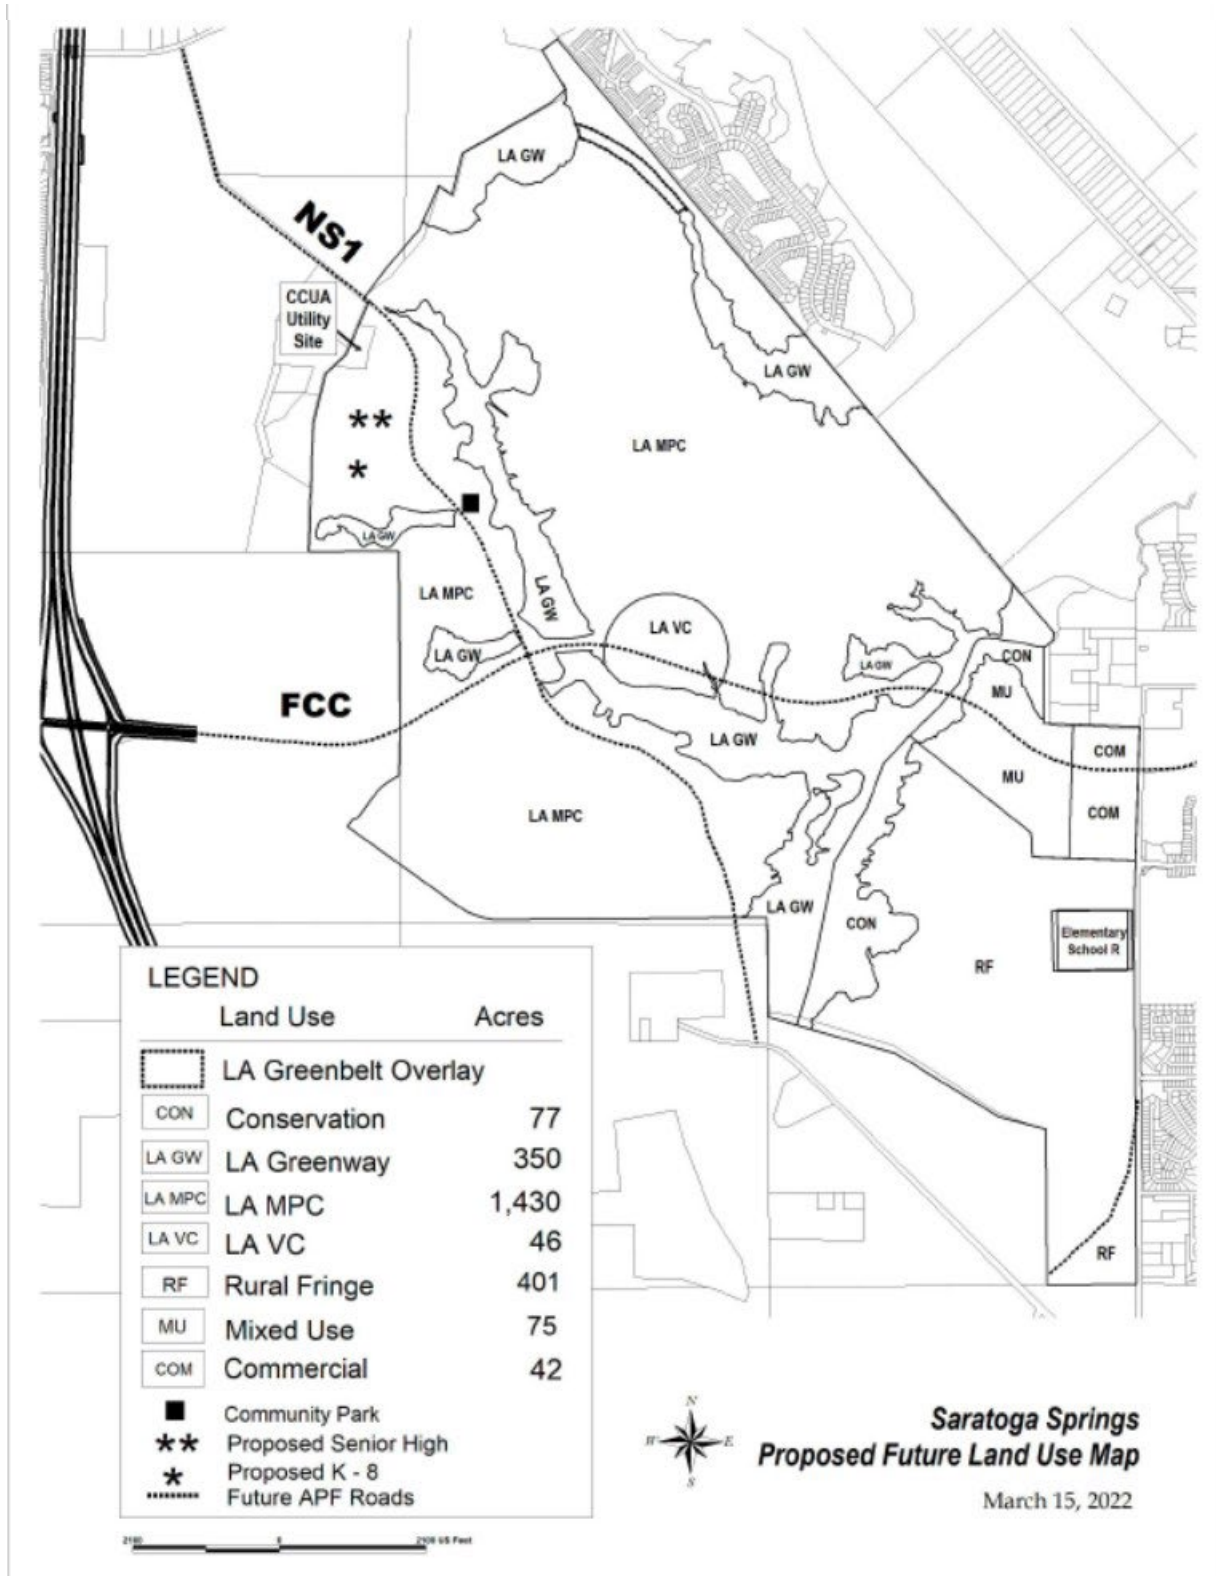 LA GW
NS1
CCUA
Utility
Site
LA GW
**
LA MPC
*
LA GW
LA MPC
LA GW
LA VC
LA GW
LA GW
CON
MU
FCC
LA GW
COM
MU
LA MPC
COM
LA GW
CON
Elementary
School R
RF
RF
LEGEND
Land Use Acres
LA Greenbelt Overlay
CON Conservation 77
LA GW LA Greenway 350
LA MPC LA MPC 1,430
LA VC LA VC 46
RF Rural Fringe 401
MU Mixed Use 75
COM Commercial 42
Community Park
** Proposed Senior High
* Proposed K - 8
Future APF Roads
2100 0 2100 US Feet
N
W E
S
Saratoga Springs
Proposed Future Land Use Map
March 15, 2022